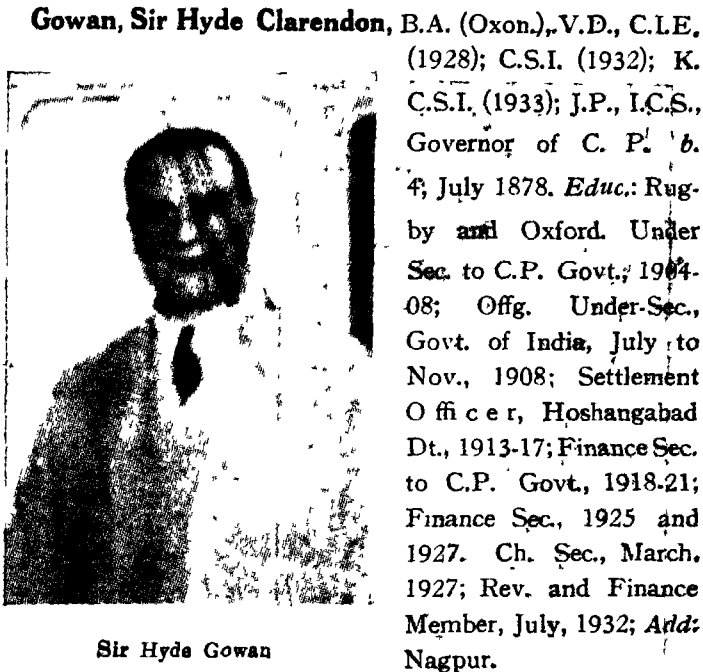 Gowan, Sir Hyde Clarendon, B.A. (Oxon.), V.D., C.I.E.
(1928); C.S.I. (1932); K.
C.S.I. (1933); J.P., I.C.S.,
Governor of C. P. b.
4, July 1878. Educ.: Rug-
by and Oxford. Under
Sec. to C.P. Govt.; 1904-
08; Offg. Under-Sec.,
Govt. of India, July to
Nov., 1908; Settlement
Officer, Hoshangabad
Dt., 1913-17; Finance Sec.
to C.P. Govt., 1918-21;
Finance Sec., 1925 and
1927. Ch. Sec., March.
1927; Rev. and Finance
Member, July, 1932; Add:
Nagpur.
Sir Hyde Gowan